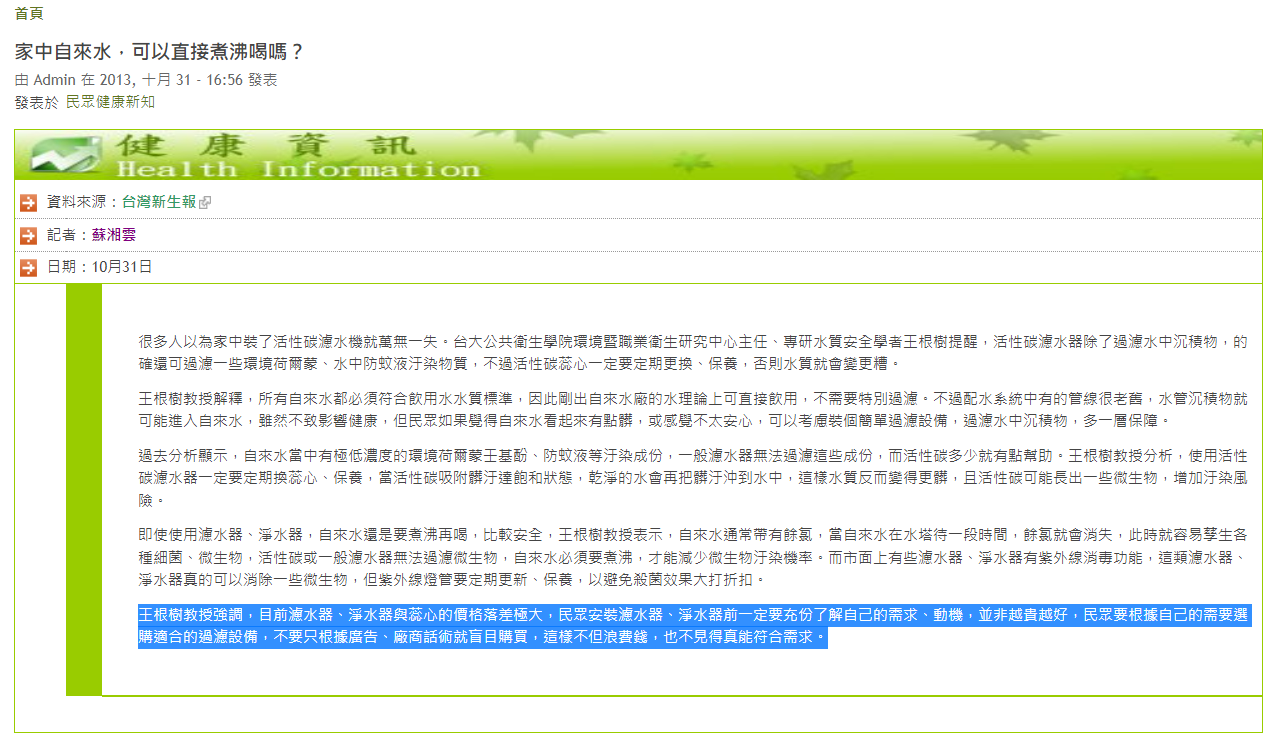 首頁
家中自來水，可以直接煮沸喝嗎？
由 Admin 在 2013, 十月 31 - 16:56 發表
發表於 民眾健康新知
健康資訊
Health Information
資料來源：台灣新生報
記者：蘇湘雲
日期：10月31日
很多人以為家中裝了活性碳濾水機就萬無一失。台大公共衛生學院環境暨職業衛生研究中心主任、專研水質安全學者王根樹提醒，活性碳濾水器除了過濾水中沉積物，的
確還可過濾一些環境荷爾蒙、水中防蚊液汙染物質，不過活性碳蕊心一定要定期更換、保養，否則水質就會變更糟。
王根樹教授解釋，所有自來水都必須符合飲用水水質標準，因此剛出自來水廠的水理論上可直接飲用，不需要特別過濾。不過配水系統中有的管線很老舊，水管沉積物就
可能進入自來水，雖然不致影響健康，但民眾如果覺得自來水看起來有點髒，或感覺不太安心，可以考慮裝個簡單過濾設備，過濾水中沉積物，多一層保障。
過去分析顯示，自來水當中有極低濃度的環境荷爾蒙壬基酚、防蚊液等汙染成份，一般濾水器無法過濾這些成份，而活性碳多少就有點幫助。王根樹教授分析，使用活性
碳濾水器一定要定期換蕊心、保養，當活性碳吸附髒汙達飽和狀態，乾淨的水會再把髒汙沖到水中，這樣水質反而變得更髒，且活性碳可能長出一些微生物，增加汙染風
險。
即使使用濾水器、淨水器，自來水還是要煮沸再喝，比較安全，王根樹教授表示，自來水通常帶有餘氯，當自來水在水塔待一段時間，餘氯就會消失，此時就容易孳生各
種細菌、微生物，活性碳或一般濾水器無法過濾微生物，自來水必須要煮沸，才能減少微生物汙染機率。而市面上有些濾水器、淨水器有紫外線消毒功能，這類濾水器、
淨水器真的可以消除一些微生物，但紫外線燈管要定期更新、保養，以避免殺菌效果大打折扣。
王根樹教授強調，目前濾水器、淨水器與蕊心的價格落差極大，民眾安裝濾水器、淨水器前一定要充份了解自己的需求、動機，並非越貴越好，民眾要根據自己的需要選
購適合的過濾設備，不要只根據廣告、廠商話術就盲目購買，這樣不但浪費錢，也不見得真能符合需求。